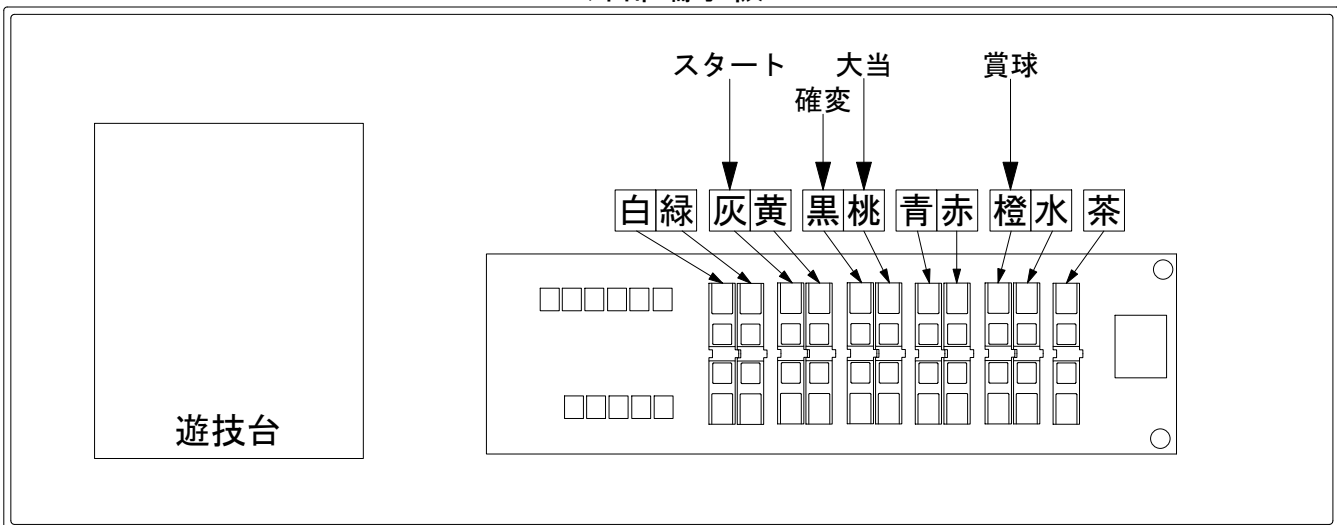 スタート 大当 賞球
確変
白 緑 灰 黄 黒 桃 青 赤 橙 水 茶
遊技台